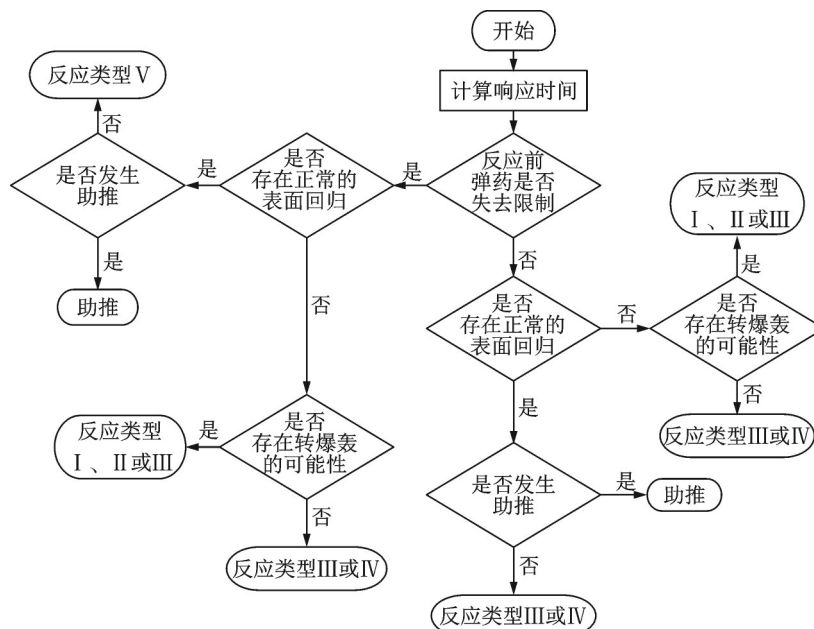 开始
计算响应时间
反应前
弹药是否
失去限制
是
否
是否
存在正常的
表面回归
是
否
是否发生
助推
否
反应类型Ⅴ
是
助推
是否
存在转爆轰
的可能性
是
反应类型
Ⅰ、Ⅱ或Ⅲ
否
反应类型Ⅲ或Ⅳ
是否
存在正常的
表面回归
否
是
是否
存在转爆轰
的可能性
是
反应类型
Ⅰ、Ⅱ或Ⅲ
否
反应类型Ⅲ或Ⅳ
是否发生
助推
是
助推
否
反应类型Ⅲ或Ⅳ